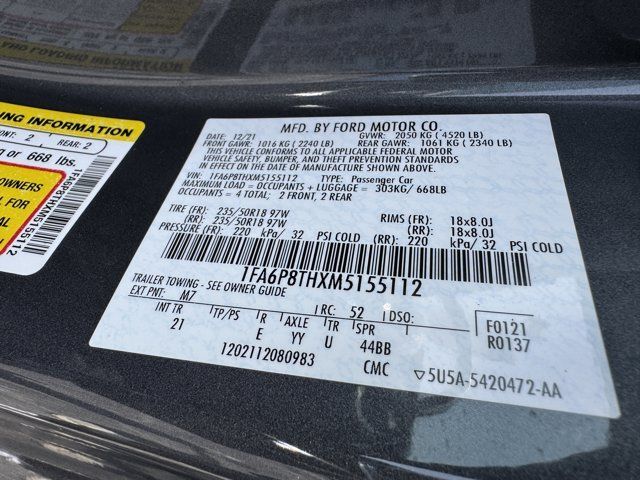 MFD. BY FORD MOTOR CO.
DATE: 12/21 GVWR: 2050 KG (4520 LB)
FRONT GAWR: 1016 KG (2240 LB) REAR GAWR: 1061 KG (2340 LB)
THIS VEHICLE CONFORMS TO ALL APPLICABLE FEDERAL MOTOR
VEHICLE SAFETY, BUMPER, AND THEFT PREVENTION STANDARDS
IN EFFECT ON THE DATE OF MANUFACTURE SHOWN ABOVE.
VIN: 1FA6P8THXM5155112 TYPE: Passenger Car
MAXIMUM LOAD = OCCUPANTS + LUGGAGE = 303KG/ 668LB
OCCUPANTS = 4 TOTAL; 2 FRONT, 2 REAR
TIRE (FR): 235/50R18 97W RIMS (FR): 18x8.0J
(RR): 235/50R18 97W (RR): 18x8.0J
PRESSURE (FR): 220 kPa/ 32 PSI COLD (RR): 220 kPa/ 32 PSI COLD
1FA6P8THXM5155112
TRAILER TOWING - SEE OWNER GUIDE
EXT PNT: M7 RC: 52 DSO:
INT TR TP/PS R AXLE TR SPR
21 E YY U 44BB
1202112080983 CMC
F0121
R0137
▽5U5A-5420472-AA
ING INFORMATION
ONT: 2 REAR: 2
g or 668 lbs.
OWNERS
AL FOR
ONAL
ATION
1FA6P8THXM5155112